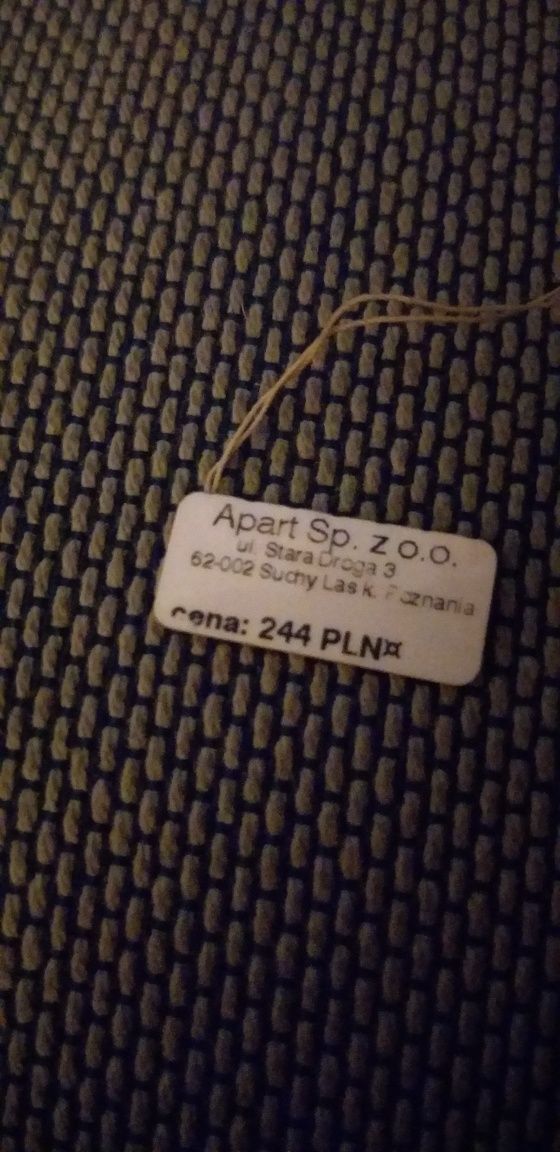 Apart Sp. z o.o.
ul. Stara Droga 3
62-002 Suchy Las k. Poznania
cena: 244 PLN¤